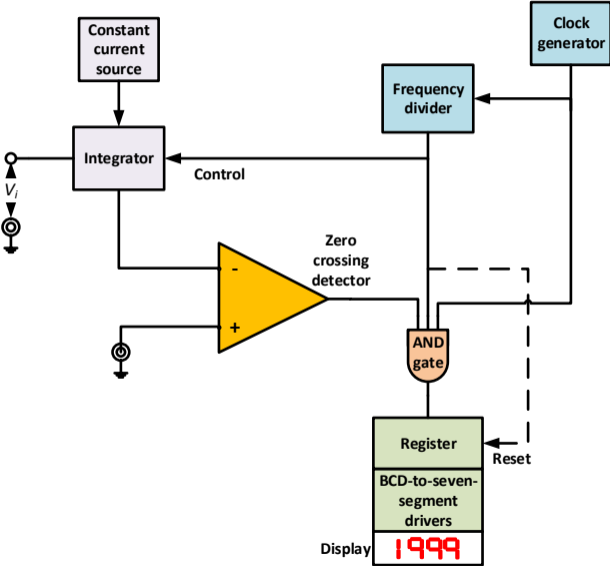 Constant
current
source
Clock
generator
Frequency
divider
Integrator
Control
Vi
Zero
crossing
detector
-
+
AND
gate
Register
Reset
BCD-to-seven-
segment
drivers
Display
1999